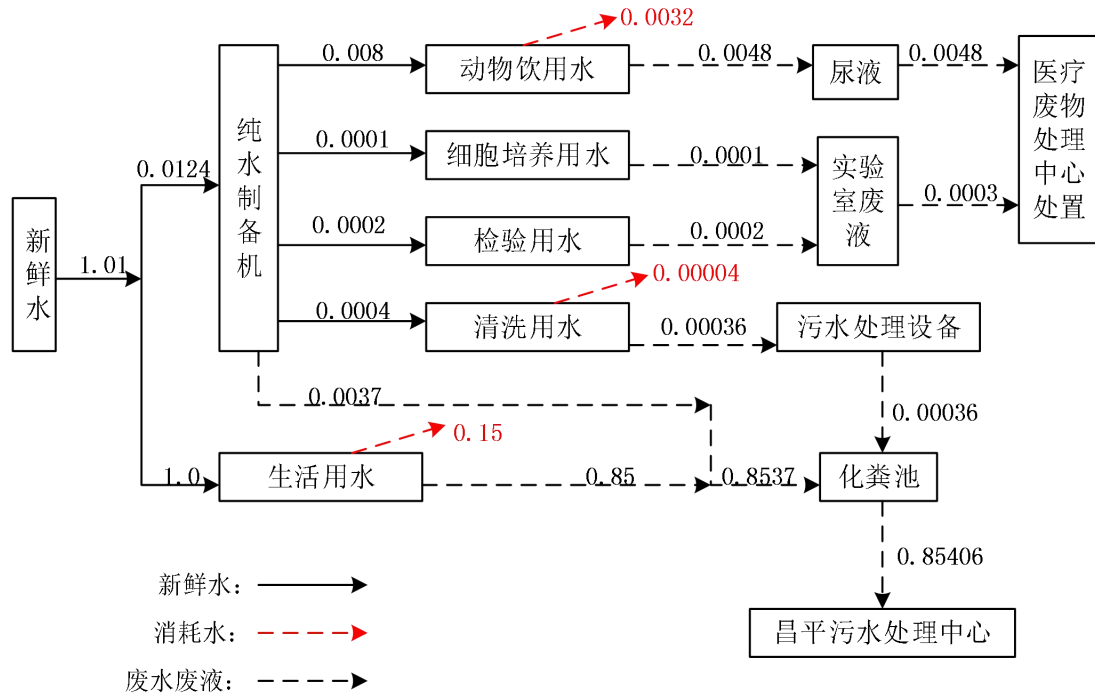 0.0032
0.008
动物饮用水
0.0048
尿液
0.0048
医疗
废物
处理
中心
处置
纯
水
制
备
机
0.0001
细胞培养用水
0.0001
实验
室废
液
0.0003
0.0124
0.0002
检验用水
0.0002
新
鲜
水
1.01
0.00004
0.0004
清洗用水
0.00036
污水处理设备
0.0037
0.00036
0.15
1.0
生活用水
0.85
0.8537
化粪池
0.85406
新鲜水：
消耗水：
昌平污水处理中心
废水废液：